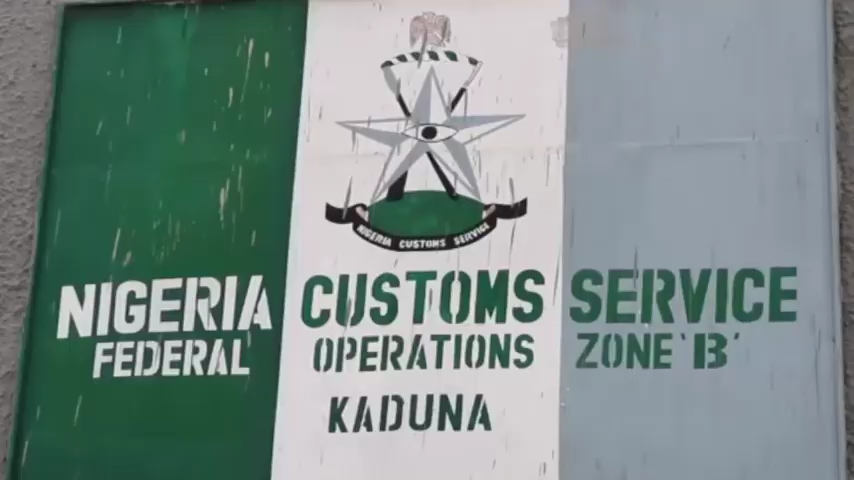 NIGERIA CUSTOMS SERVICE
NIGERIA CUSTOMS SERVICE
FEDERAL OPERATIONS ZONE 'B'
KADUNA